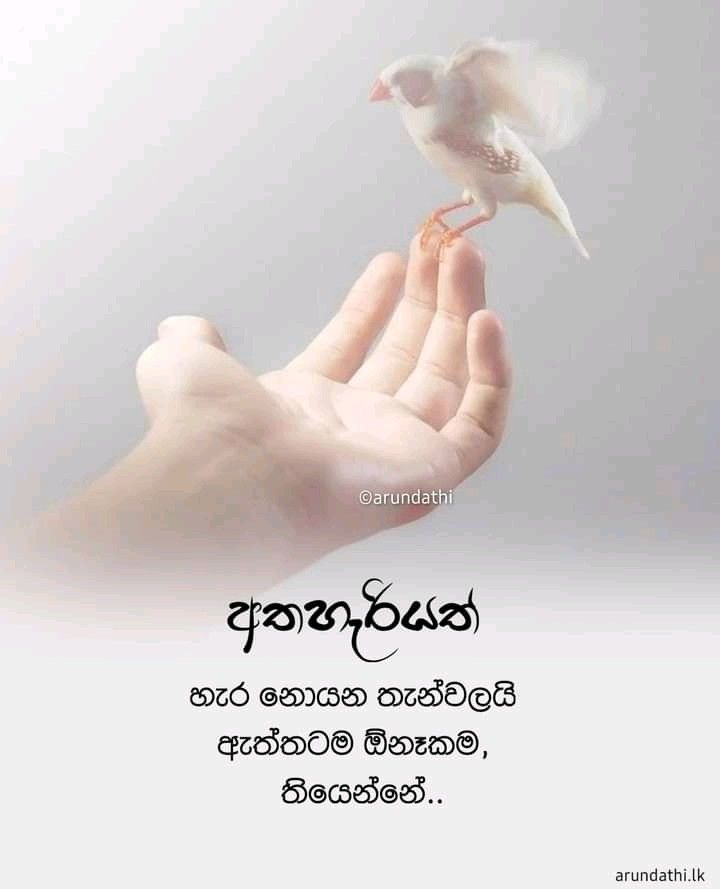 ©arundathi
අතහැරියත්
හැර නොයන තැන්වලයි
ඇත්තටම ඕනෑකම,
තියෙන්නේ..
arundathi.lk